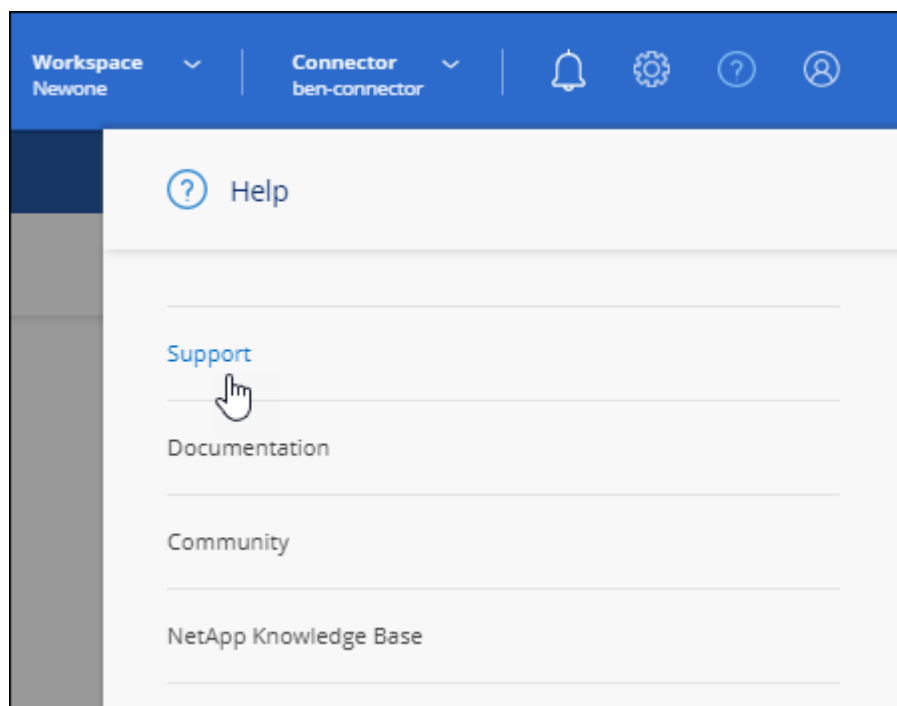 Workspace
Newone
Connector
ben-connector
Help
Support
Documentation
Community
NetApp Knowledge Base